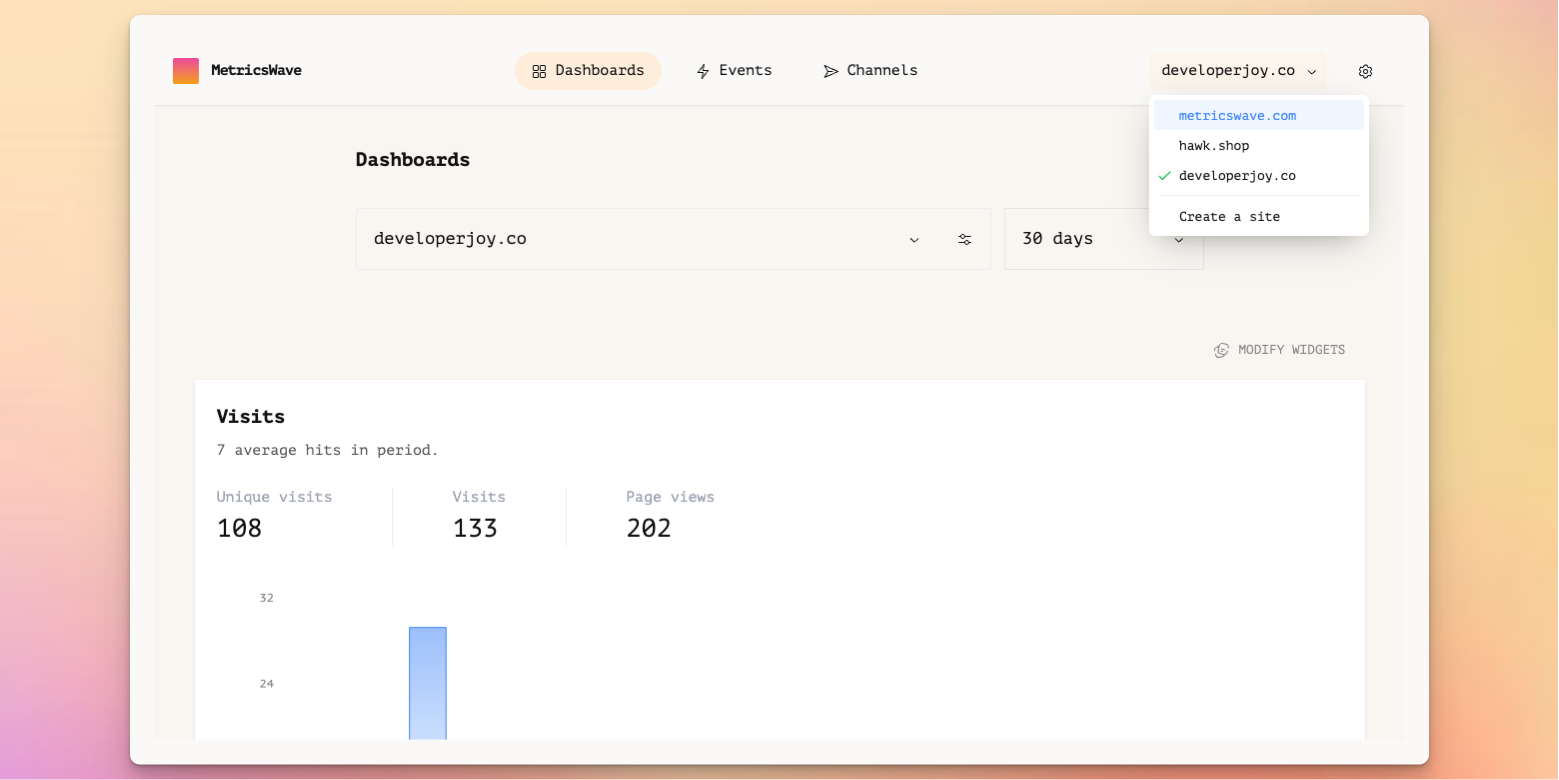 MetricsWave
Dashboards
Events
Channels
developerjoy.co
metricswave.com
hawk.shop
developerjoy.co
Create a site
Dashboards
developerjoy.co
30 days
MODIFY WIDGETS
Visits
7 average hits in period.
Unique visits
108
Visits
133
Page views
202
32
24